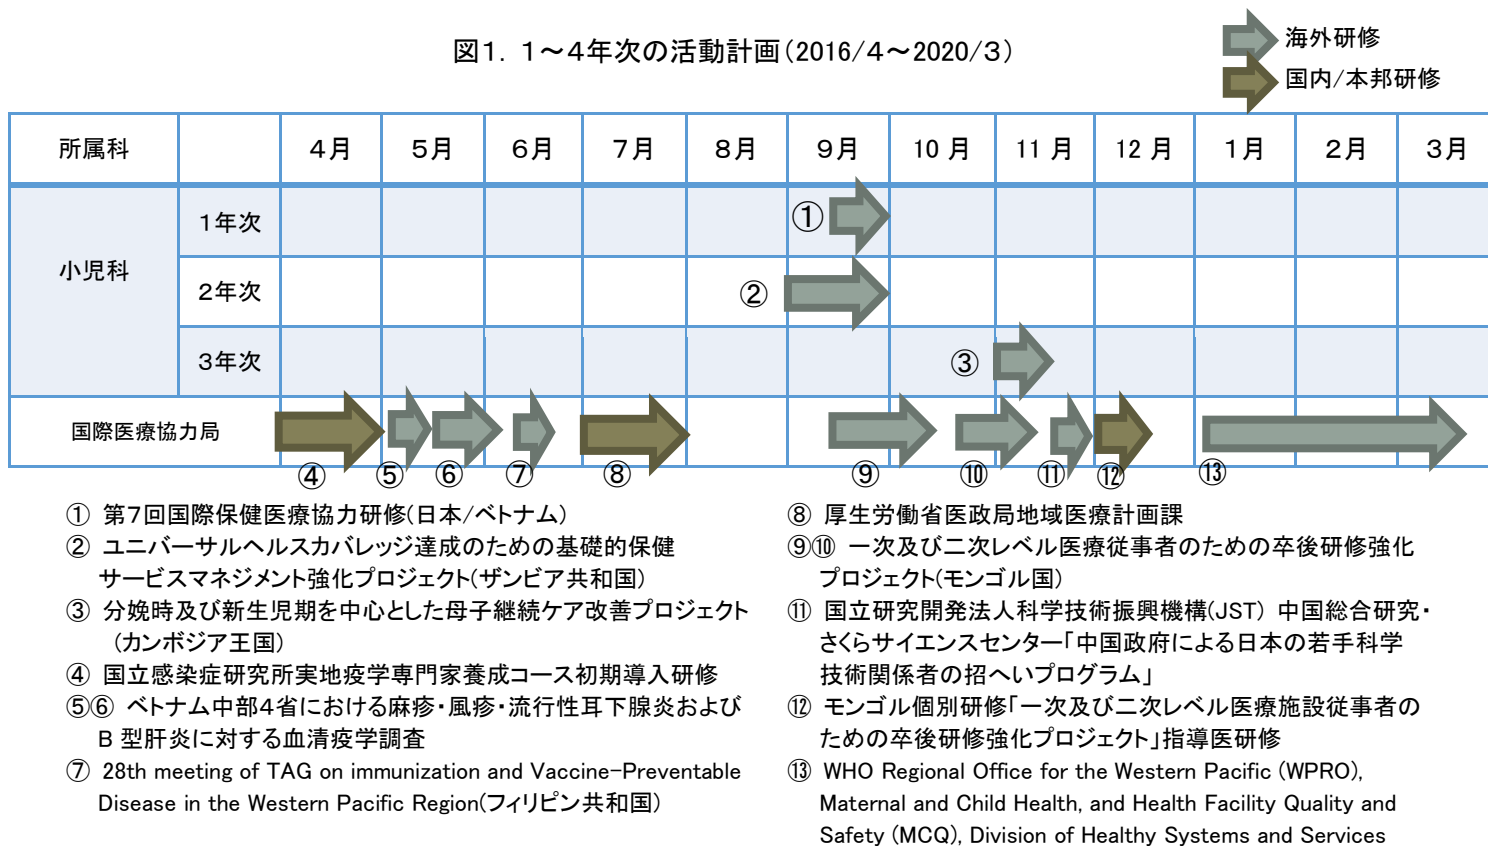 図1. 1～4年次の活動計画(2016/4～2020/3)
海外研修
国内/本邦研修
所属科 4月 5月 6月 7月 8月 9月 10月 11月 12月 1月 2月 3月
小児科
1年次 ①
2年次 ②
3年次 ③
国際医療協力局
④ ⑤ ⑥ ⑦ ⑧ ⑨ ⑩ ⑪ ⑫ ⑬
① 第7回国際保健医療協力研修(日本/ベトナム)
② ユニバーサルヘルスカバレッジ達成のための基礎的保健
サービスマネジメント強化プロジェクト(ザンビア共和国)
③ 分娩時及び新生児期を中心とした母子継続ケア改善プロジェクト
(カンボジア王国)
④ 国立感染症研究所実地疫学専門家養成コース初期導入研修
⑤⑥ ベトナム中部4省における麻疹・風疹・流行性耳下腺炎および
B 型肝炎に対する血清疫学調査
⑦ 28th meeting of TAG on immunization and Vaccine-Preventable
Disease in the Western Pacific Region(フィリピン共和国)
⑧ 厚生労働省医政局地域医療計画課
⑨⑩ 一次及び二次レベル医療従事者のための卒後研修強化
プロジェクト(モンゴル国)
⑪ 国立研究開発法人科学技術振興機構(JST) 中国総合研究・
さくらサイエンスセンター「中国政府による日本の若手科学
技術関係者の招へいプログラム」
⑫ モンゴル個別研修「一次及び二次レベル医療施設従事者の
ための卒後研修強化プロジェクト」指導医研修
⑬ WHO Regional Office for the Western Pacific (WPRO),
Maternal and Child Health, and Health Facility Quality and
Safety (MCQ), Division of Healthy Systems and Services